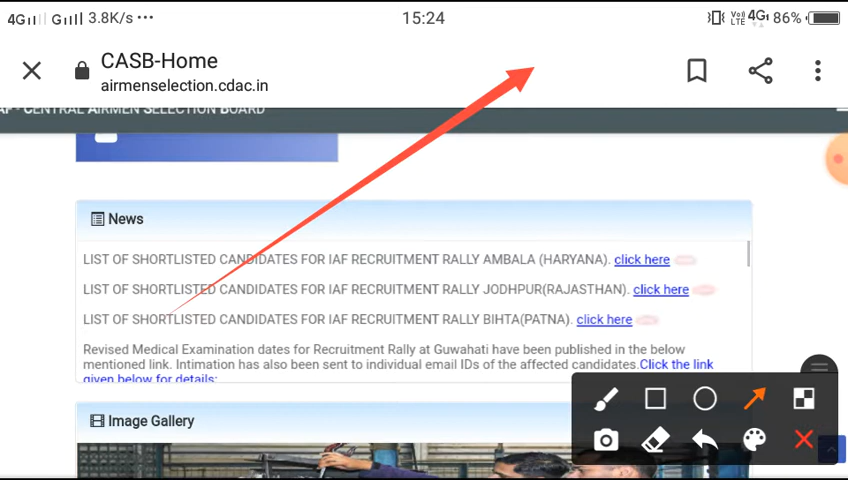 4G 3.8K/s ··· 15:24 Vo) LTE 4G 86%
CASB-Home
airmenselection.cdac.in
AF - CENTRAL AIRMEN SELECTION BOARD
News
LIST OF SHORTLISTED CANDIDATES FOR IAF RECRUITMENT RALLY AMBALA (HARYANA). click here
LIST OF SHORTLISTED CANDIDATES FOR IAF RECRUITMENT RALLY JODHPUR(RAJASTHAN). click here
LIST OF SHORTLISTED CANDIDATES FOR IAF RECRUITMENT RALLY BIHTA(PATNA). click here
Revised Medical Examination dates for Recruitment Rally at Guwahati have been published in the below
mentioned link. Intimation has also been sent to individual email IDs of the affected candidates.Click the link
given below for details:
Image Gallery